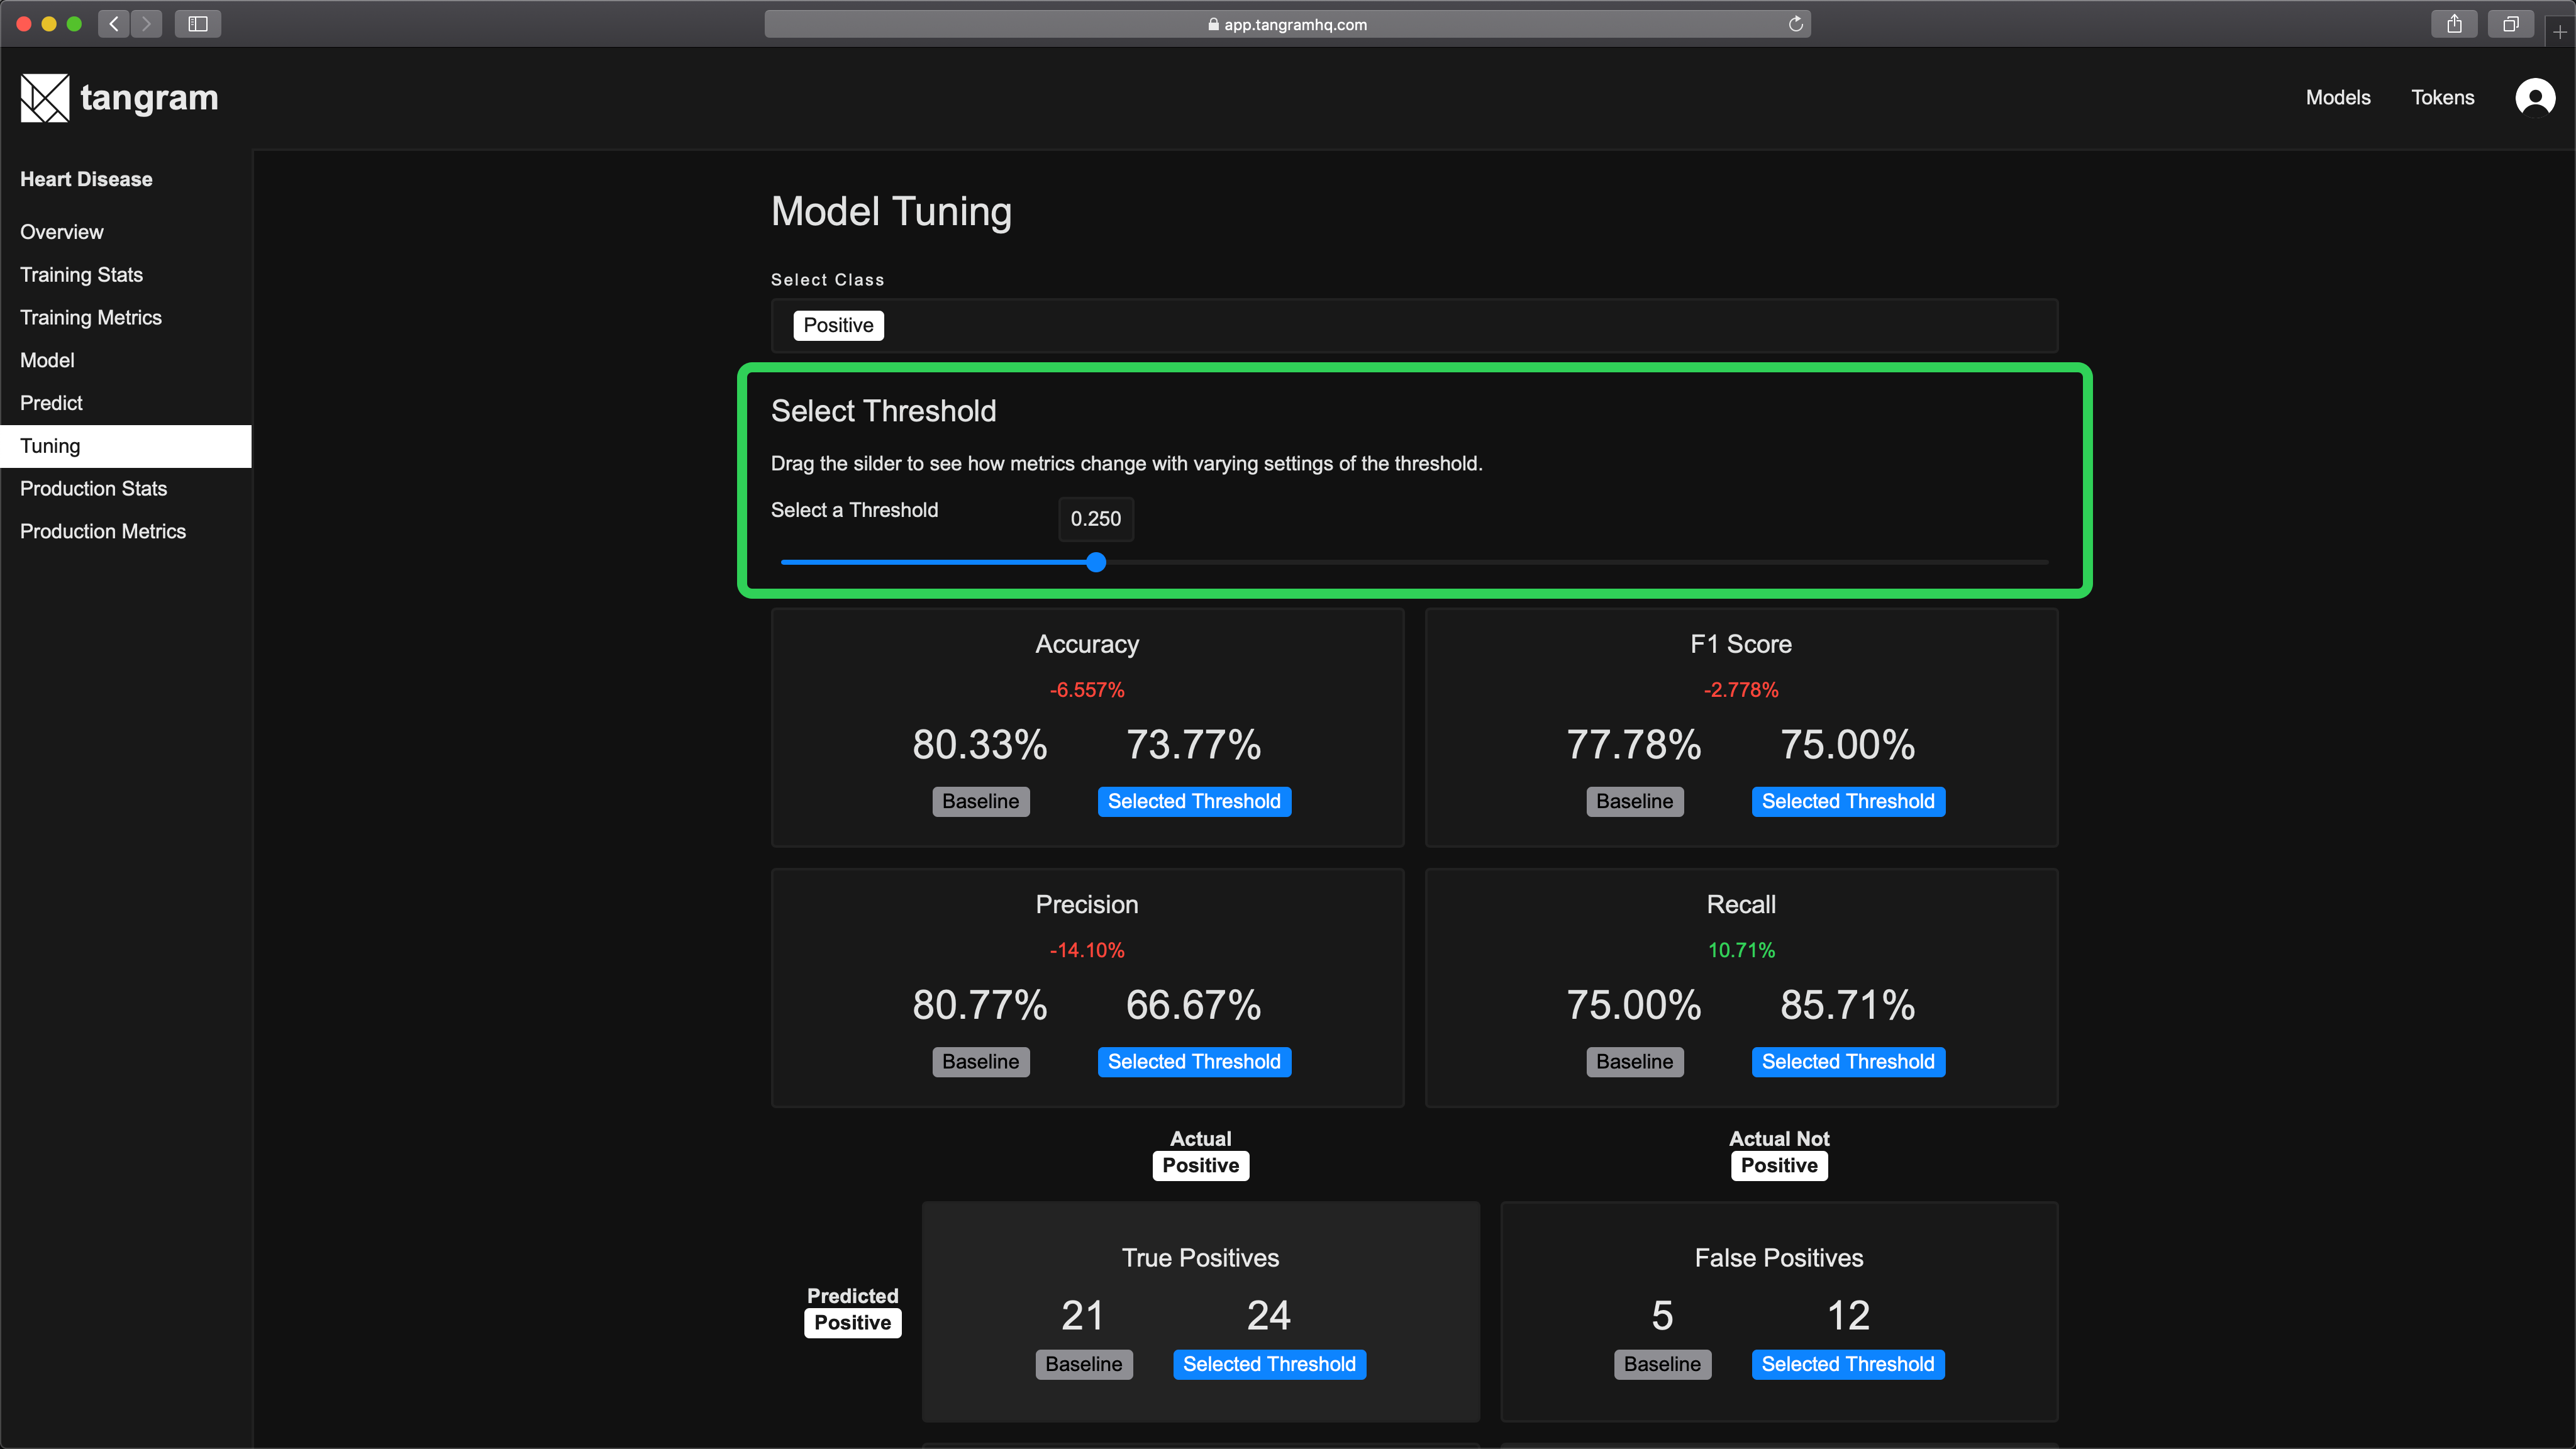 app.tangramhq.com
tangram
Models
Tokens
Heart Disease
Overview
Training Stats
Training Metrics
Model
Predict
Tuning
Production Stats
Production Metrics
Model Tuning
Select Class
Positive
Select Threshold
Drag the silder to see how metrics change with varying settings of the threshold.
Select a Threshold
0.250
Accuracy
-6.557%
80.33% 73.77%
Baseline Selected Threshold
F1 Score
-2.778%
77.78% 75.00%
Baseline Selected Threshold
Precision
-14.10%
80.77% 66.67%
Baseline Selected Threshold
Recall
10.71%
75.00% 85.71%
Baseline Selected Threshold
Actual
Positive
Actual Not
Positive
Predicted
Positive
True Positives
21 24
Baseline Selected Threshold
False Positives
5 12
Baseline Selected Threshold